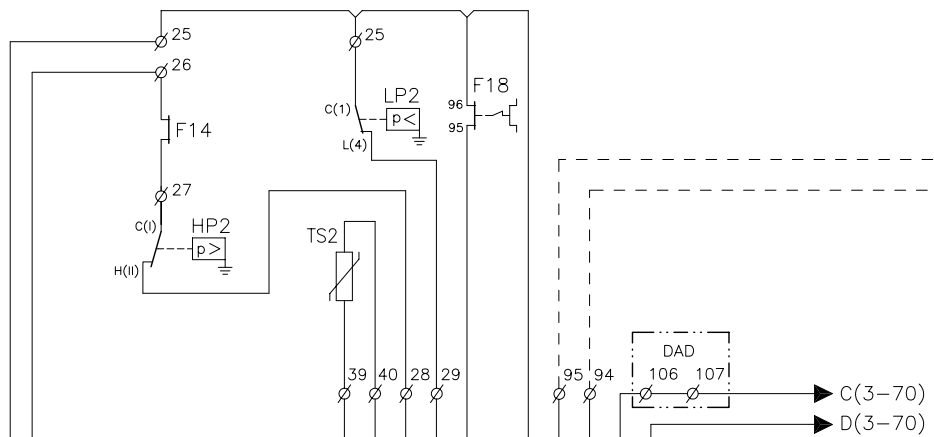 25
25
26
F18
LP2
96
C(1)
p<
95
F14
L(4)
27
C(I)
HP2
TS2
p>
H(II)
DAD
39
40
28
29
95
94
106
107
C(3-70)
D(3-70)